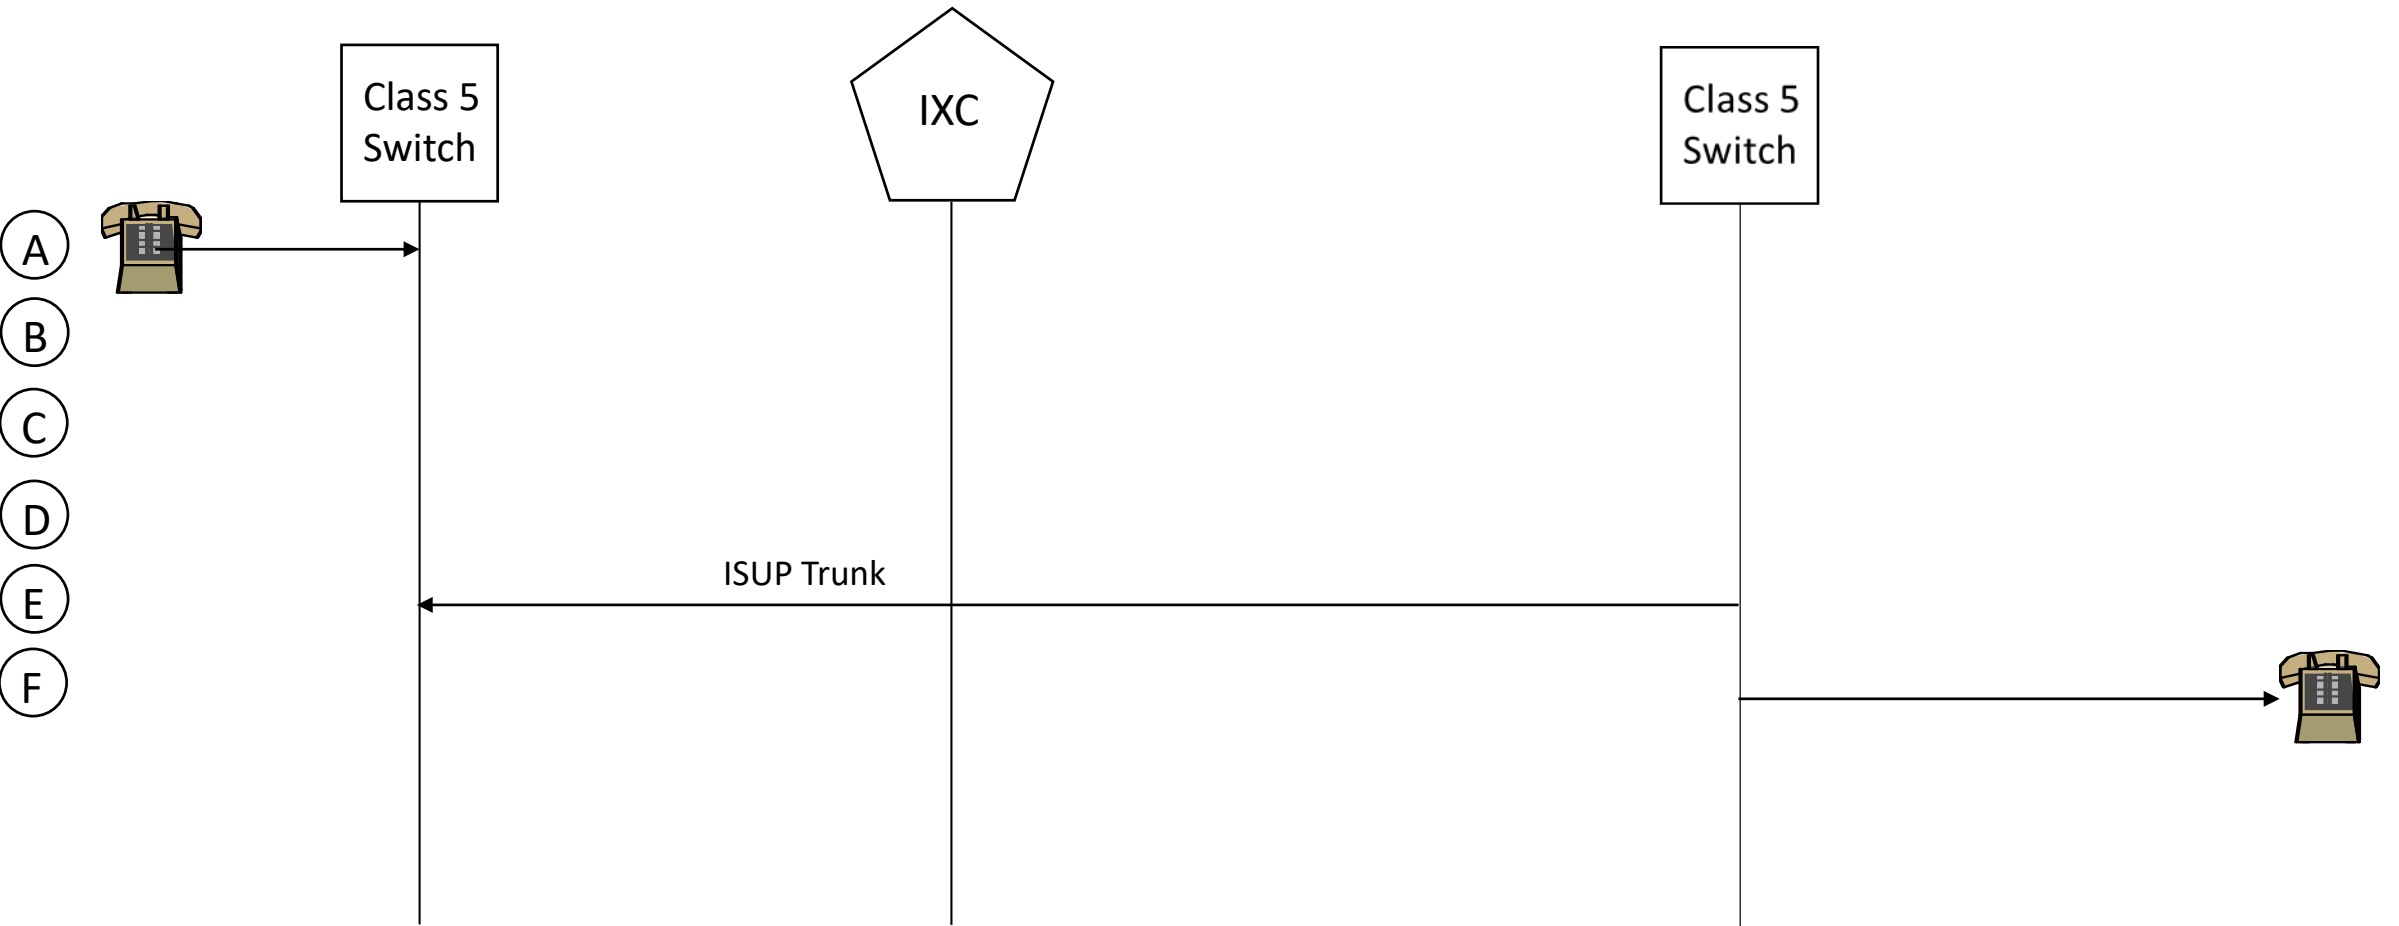 Class 5
Switch
IXC
Class 5
Switch
A
B
C
D
ISUP Trunk
E
F